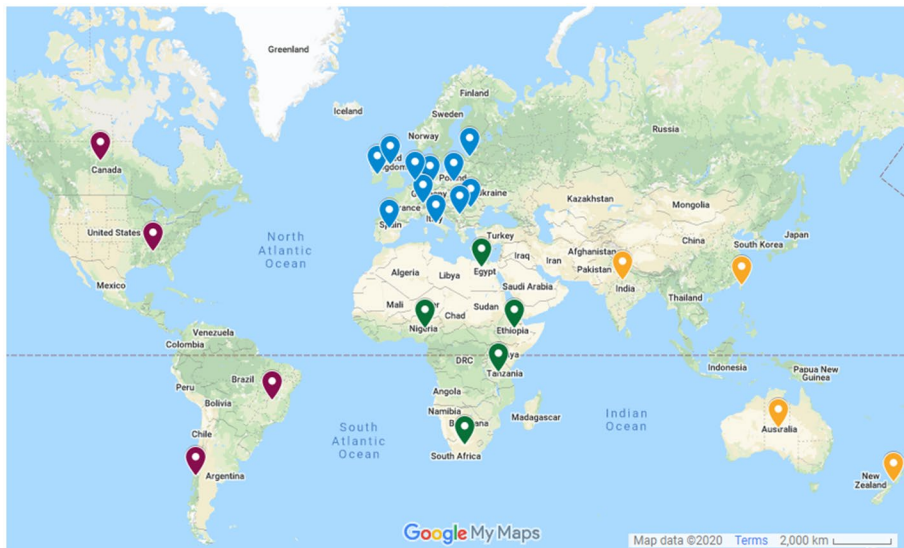 Greenland
Iceland
Finland
Sweden
Norway
Russia
Canada
United
Kingdom
Poland
Germany
Ukraine
France
Kazakhstan
Mongolia
Italy
Spain
United States
North
Atlantic
Ocean
Turkey
Afghanistan
China
South Korea
Japan
Iraq
Iran
Pakistan
Algeria
Libya
Egypt
Mexico
Saudi Arabia
India
Thailand
Mali
Sudan
Chad
Nigeria
Ethiopia
Venezuela
Colombia
DRC
Tanzania
Indonesia
Papua New
Guinea
Brazil
Peru
Bolivia
Angola
Namibia
Madagascar
Indian
Ocean
South
Atlantic
Ocean
Chile
Australia
South Africa
Argentina
New
Zealand
Google My Maps
Map data ©2020 Terms 2,000 km